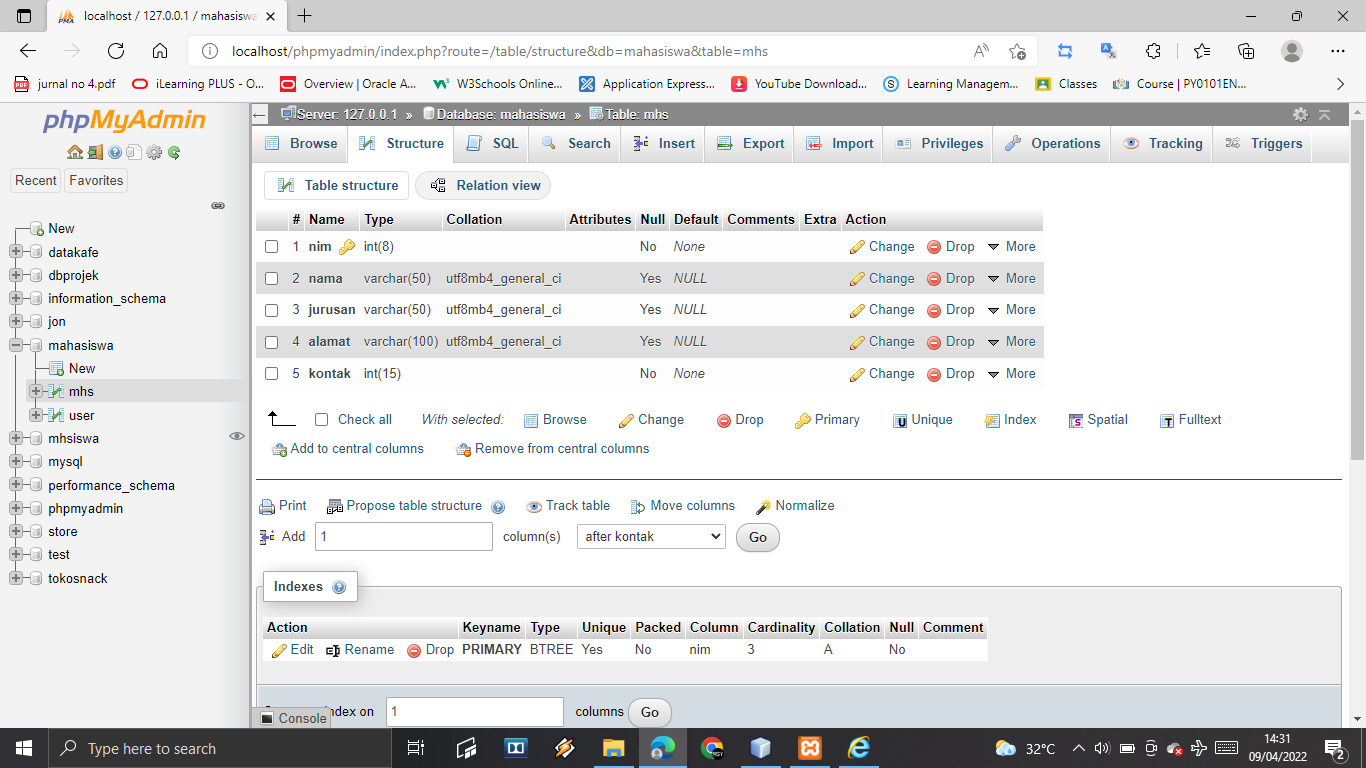 localhost / 127.0.0.1 / mahasiswa
localhost/phpmyadmin/index.php?route=/table/structure&db=mahasiswa&table=mhs
jurnal no 4.pdf iLearning PLUS - O... Overview | Oracle A... W3Schools Online... Application Express... YouTube Download... Learning Managem... Classes Course | PY0101EN...
phpMyAdmin
Recent Favorites
New
datakafe
dbprojek
information_schema
jon
mahasiswa
New
mhs
user
mhsiswa
mysql
performance_schema
phpmyadmin
store
test
tokosnack
Server: 127.0.0.1 » Database: mahasiswa » Table: mhs
Browse Structure SQL Search Insert Export Import Privileges Operations Tracking Triggers
Table structure Relation view
# Name Type Collation Attributes Null Default Comments Extra Action
1 nim int(8) No None Change Drop More
2 nama varchar(50) utf8mb4_general_ci Yes NULL Change Drop More
3 jurusan varchar(50) utf8mb4_general_ci Yes NULL Change Drop More
4 alamat varchar(100) utf8mb4_general_ci Yes NULL Change Drop More
5 kontak int(15) No None Change Drop More
Check all With selected: Browse Change Drop Primary Unique Index Spatial Fulltext
Add to central columns Remove from central columns
Print Propose table structure Track table Move columns Normalize
Add 1 column(s) after kontak Go
Indexes
Action Keyname Type Unique Packed Column Cardinality Collation Null Comment
Edit Rename Drop PRIMARY BTREE Yes No nim 3 A No
index on 1 columns Go
Console
Type here to search 32°C 14:31
09/04/2022 2